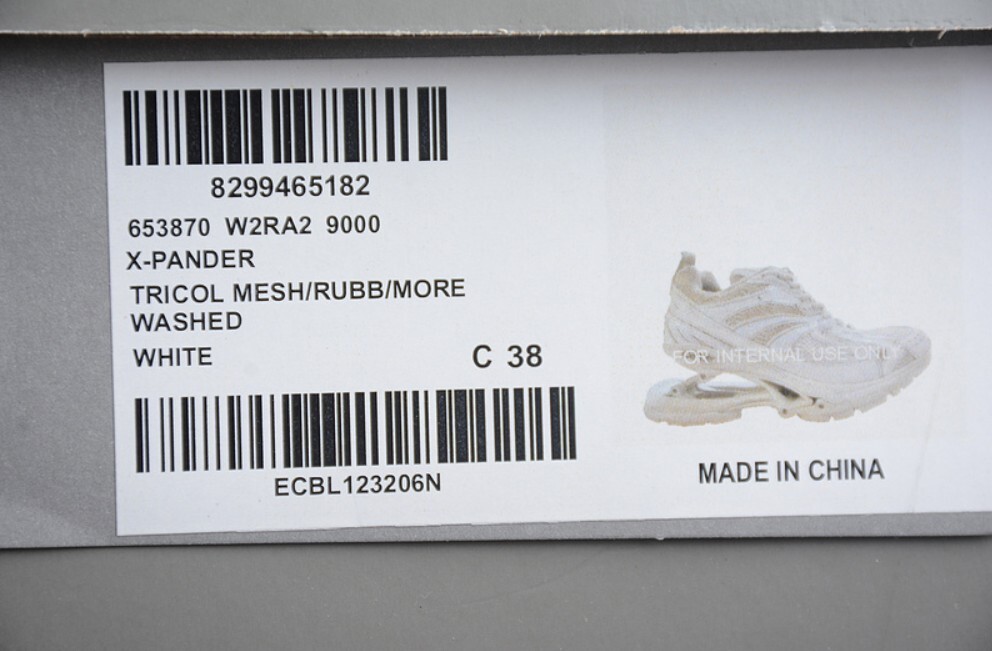 8299465182
653870 W2RA2 9000
X-PANDER
TRICOL MESH/RUBB/MORE
WASHED
WHITE C 38
FOR INTERNAL USE ONLY
ECBL123206N
MADE IN CHINA